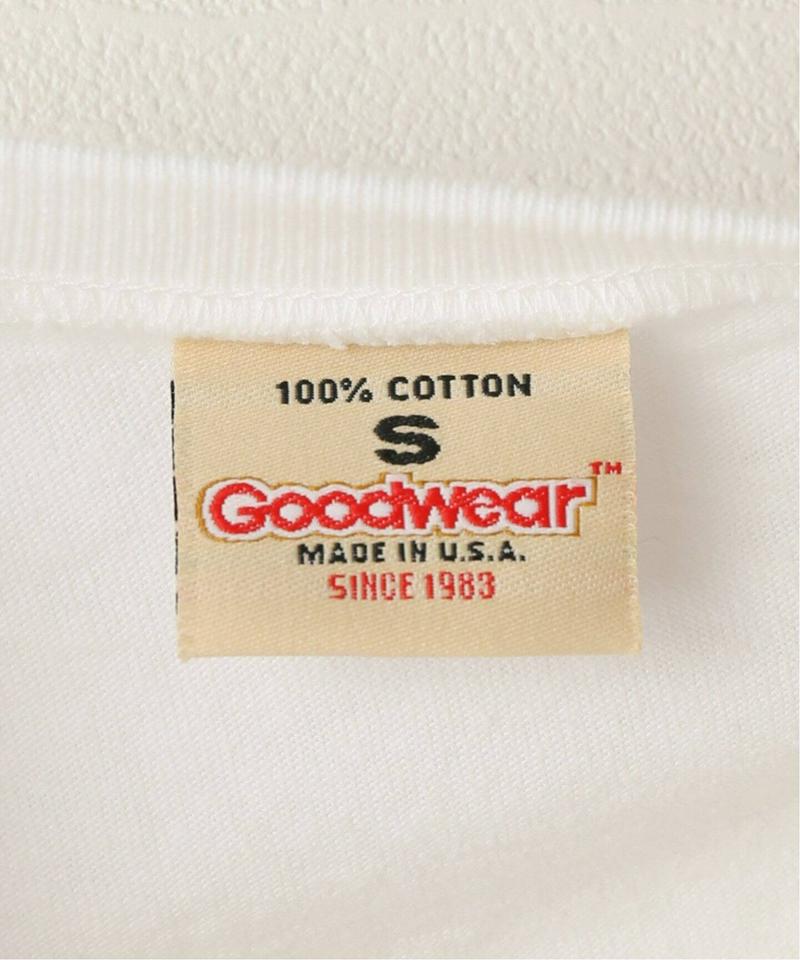 100% COTTON
S
Goodwear™
MADE IN U.S.A.
SINCE 1983